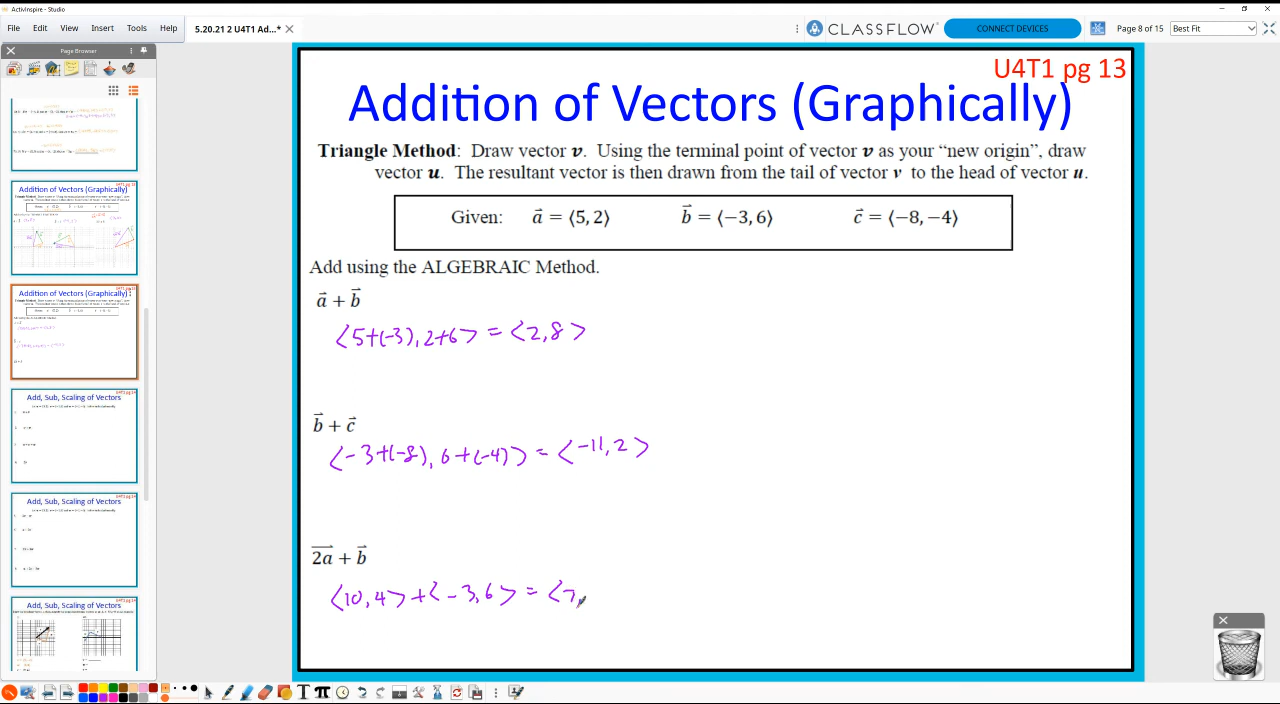 ActivInspire - Studio
File Edit View Insert Tools Help
5.20.21 2 U4T1 Ad...*
CLASSFLOW
CONNECT DEVICES
Page 8 of 15
Best Fit
Page Browser
U4T1 pg 13
Addition of Vectors (Graphically)
Triangle Method: Draw vector v. Using the terminal point of vector v as your “new origin”, draw
vector u. The resultant vector is then drawn from the tail of vector v to the head of vector u.
Given: a⃗ = ⟨5, 2⟩ b⃗ = ⟨−3, 6⟩ c⃗ = ⟨−8, −4⟩
Add using the ALGEBRAIC Method.
a⃗ + b⃗
⟨5+(-3), 2+6⟩ = ⟨2, 8⟩
b⃗ + c⃗
⟨-3+(-8), 6+(-4)⟩ = ⟨-11, 2⟩
2a⃗ + b⃗
⟨10, 4⟩ + ⟨-3, 6⟩ = ⟨7,
Addition of Vectors (Graphically)
Addition of Vectors (Graphically)
Add, Sub, Scaling of Vectors
Add, Sub, Scaling of Vectors
Add, Sub, Scaling of Vectors